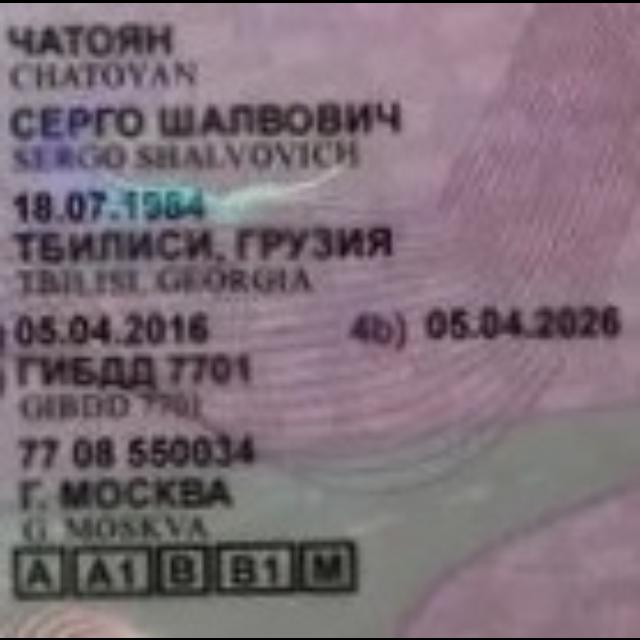 ЧАТОЯН
CHATOYAN
СЕРГО ШАЛВОВИЧ
SERGO SHALVOVICH
18.07.1984
ТБИЛИСИ, ГРУЗИЯ
TBILISI, GEORGIA
05.04.2016 4b) 05.04.2026
ГИБДД 7701
GIBDD 7701
77 08 550034
Г. МОСКВА
G. MOSKVA
A A1 B B1 M